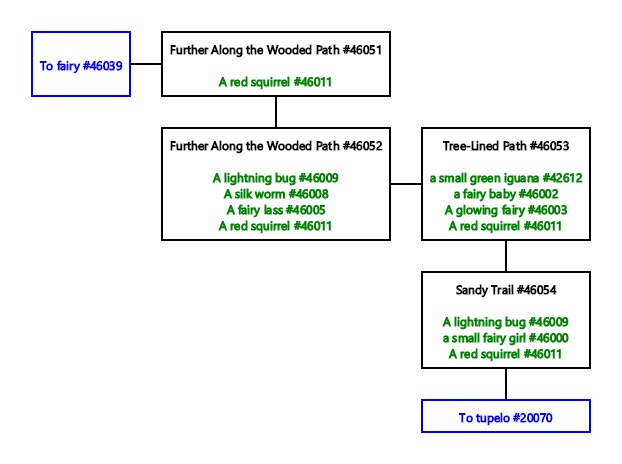 To fairy #46039
Further Along the Wooded Path #46051
A red squirrel #46011
Further Along the Wooded Path #46052
A lightning bug #46009
A silk worm #46008
A fairy lass #46005
A red squirrel #46011
Tree-Lined Path #46053
a small green iguana #42612
a fairy baby #46002
A glowing fairy #46003
A red squirrel #46011
Sandy Trail #46054
A lightning bug #46009
a small fairy girl #46000
A red squirrel #46011
To tupelo #20070